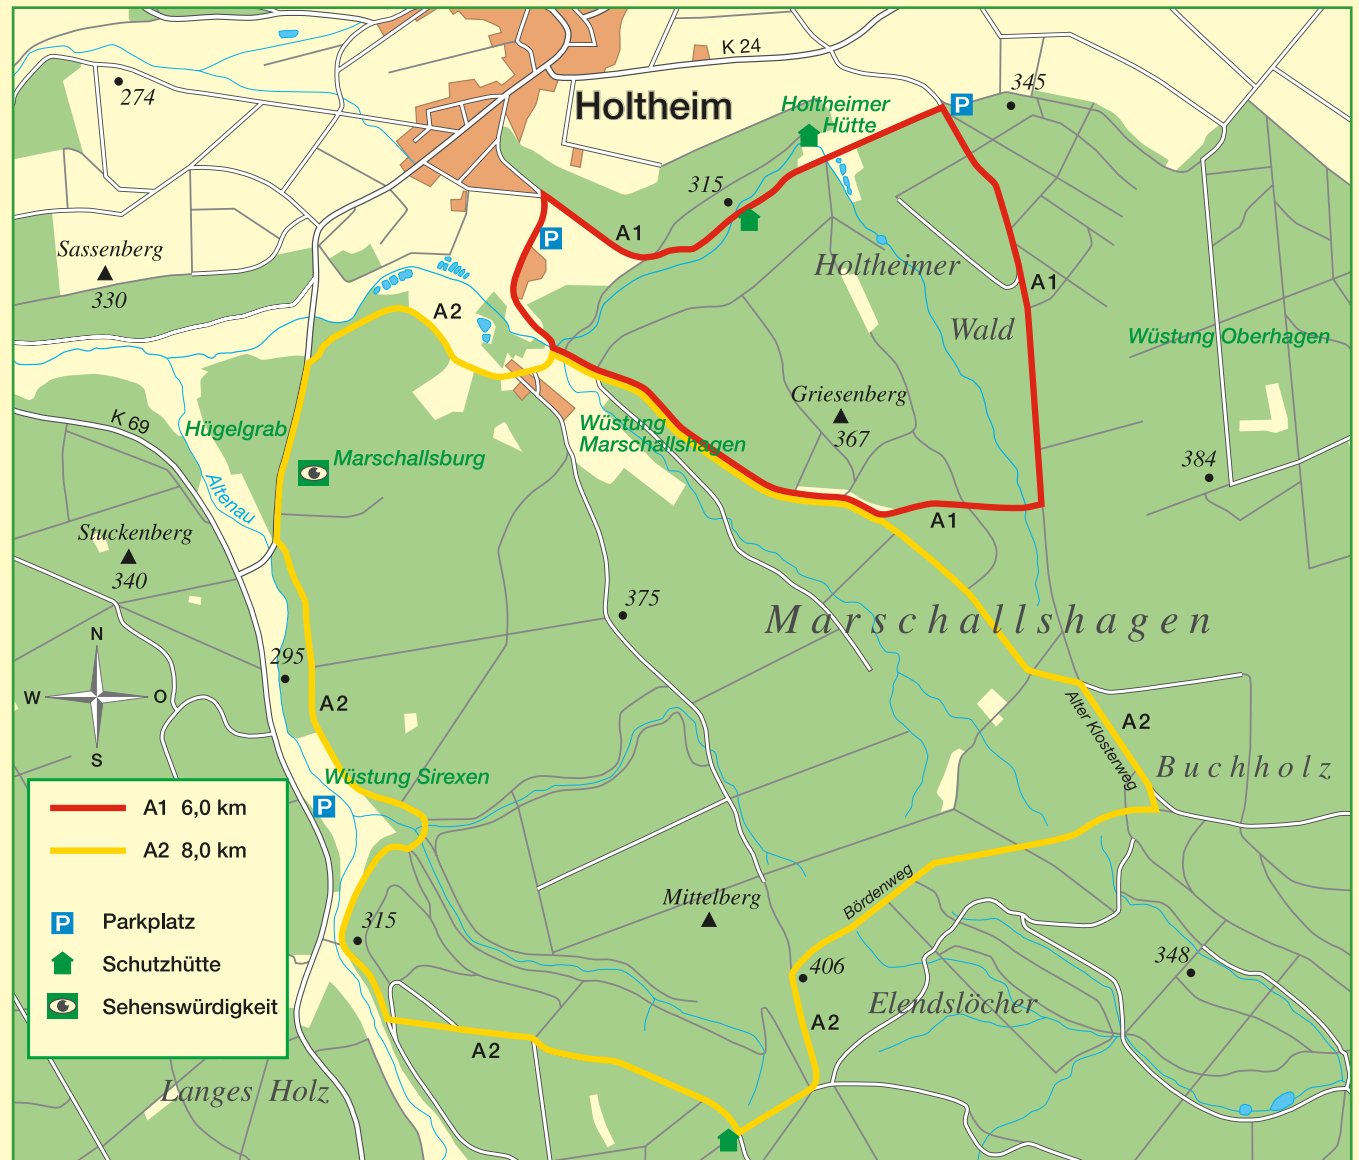 K 24
345
P
274
Holtheim
Holtheimer
Hütte
315
A1
P
Sassenberg
330
Holtheimer
A1
A2
Wald
Wüstung Oberhagen
Griesenberg
367
K 69
Hügelgrab
Wüstung
Marschallshagen
Marschallsburg
384
Altenau
A1
Stuckenberg
340
375
Marschallshagen
N
W
O
S
295
A2
Alter Klosterweg
A2
Buchholz
Wüstung Sirexen
P
A1 6,0 km
A2 8,0 km
P Parkplatz
Schutzhütte
Sehenswürdigkeit
Mittelberg
Bördenweg
315
406
348
Elendslöcher
A2
A2
Langes Holz